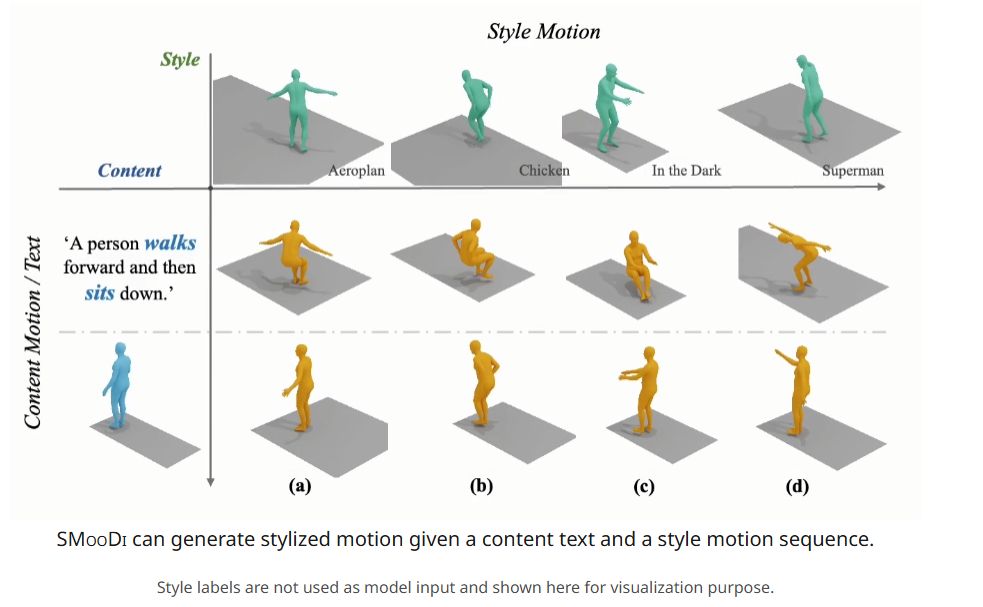 Style Motion
Style
Content
Aeroplan
Chicken
In the Dark
Superman
Content Motion / Text
‘A person walks
forward and then
sits down.’
(a)
(b)
(c)
(d)
SMooDi can generate stylized motion given a content text and a style motion sequence.
Style labels are not used as model input and shown here for visualization purpose.